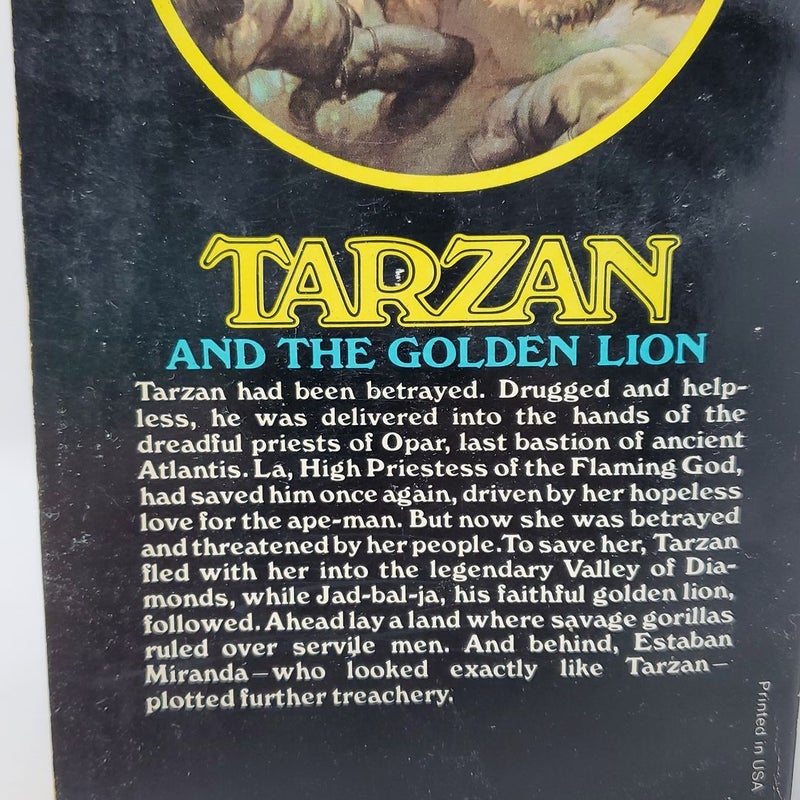 TARZAN
AND THE GOLDEN LION
Tarzan had been betrayed. Drugged and help-
less, he was delivered into the hands of the
dreadful priests of Opar, last bastion of ancient
Atlantis. La, High Priestess of the Flaming God,
had saved him once again, driven by her hopeless
love for the ape-man. But now she was betrayed
and threatened by her people. To save her, Tarzan
fled with her into the legendary Valley of Dia-
monds, while Jad-bal-ja, his faithful golden lion,
followed. Ahead lay a land where savage gorillas
ruled over servile men. And behind, Estaban
Miranda—who looked exactly like Tarzan—
plotted further treachery.
Printed in USA